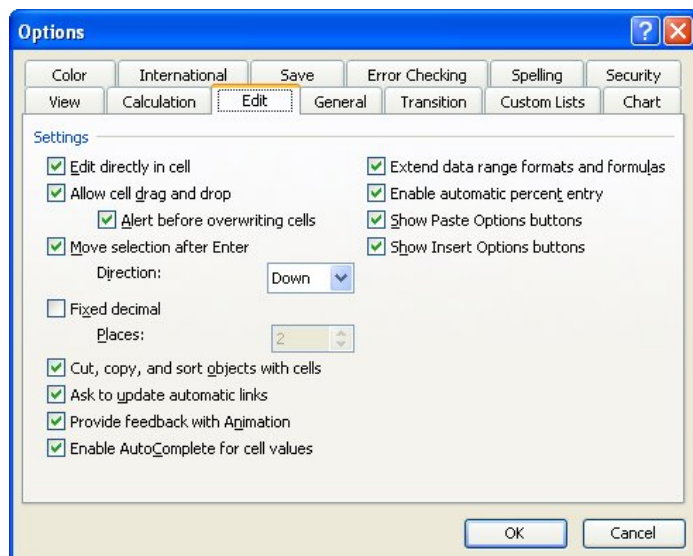 Options
Color International Save Error Checking Spelling Security
View Calculation Edit General Transition Custom Lists Chart
Settings
Edit directly in cell
Allow cell drag and drop
Alert before overwriting cells
Move selection after Enter
Direction: Down
Fixed decimal
Places: 2
Cut, copy, and sort objects with cells
Ask to update automatic links
Provide feedback with Animation
Enable AutoComplete for cell values
Extend data range formats and formulas
Enable automatic percent entry
Show Paste Options buttons
Show Insert Options buttons
OK Cancel